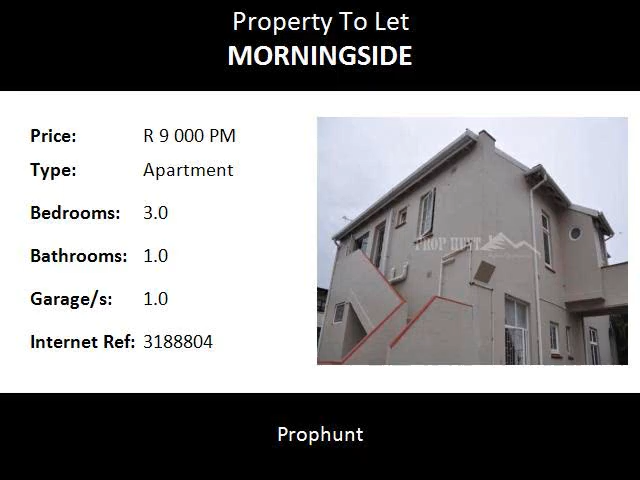 Property To Let
MORNINGSIDE
Price: R 9 000 PM
Type: Apartment
Bedrooms: 3.0
Bathrooms: 1.0
Garage/s: 1.0
Internet Ref: 3188804
PROP HUNT
Prophunt